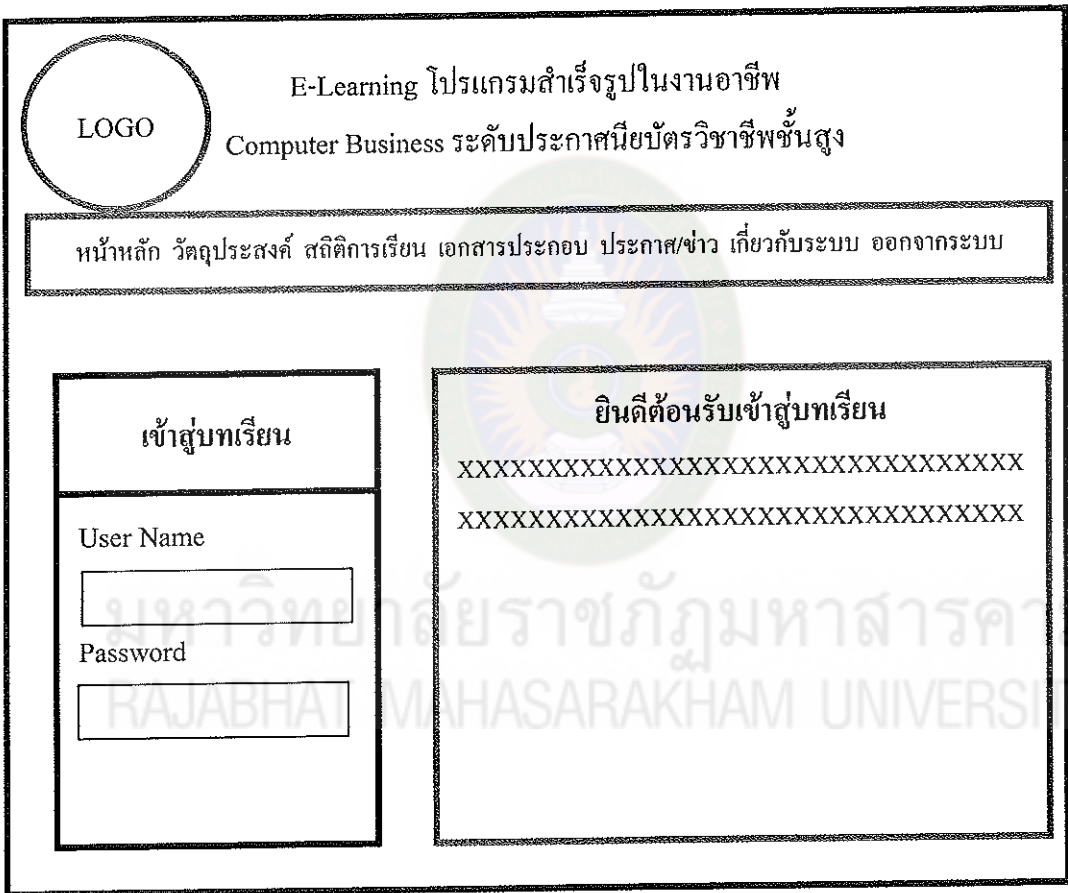 E-Learning โปรแกรมสำเร็จรูปในงานอาชีพ
LOGO
Computer Business ระดับประกาศนียบัตรวิชาชีพชั้นสูง
หน้าหลัก วัตถุประสงค์ สถิติการเรียน เอกสารประกอบ ประกาศ/ข่าว เกี่ยวกับระบบ ออกจากระบบ
เข้าสู่บทเรียน
User Name
Password
ยินดีต้อนรับเข้าสู่บทเรียน
XXXXXXXXXXXXXXXXXXXXXXXXXXXXXXXX
XXXXXXXXXXXXXXXXXXXXXXXXXXXXXXXX
มหาวิทยาลัยราชภัฏมหาสารคา
RAJABHAT MAHASARAKHAM UNIVERSIT